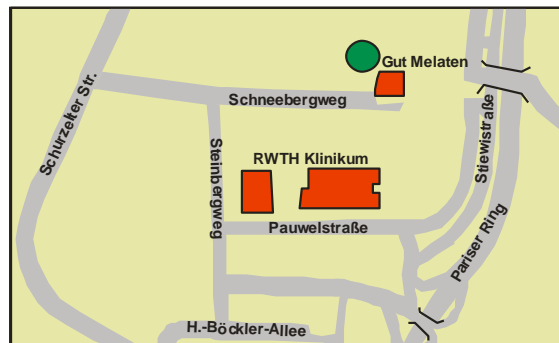 Gut Melaten
Schurzelter Str.
Schneebergweg
Stiewistraße
Steinbergweg
RWTH Klinikum
Pauwelstraße
Pariser Ring
H.-Böckler-Allee